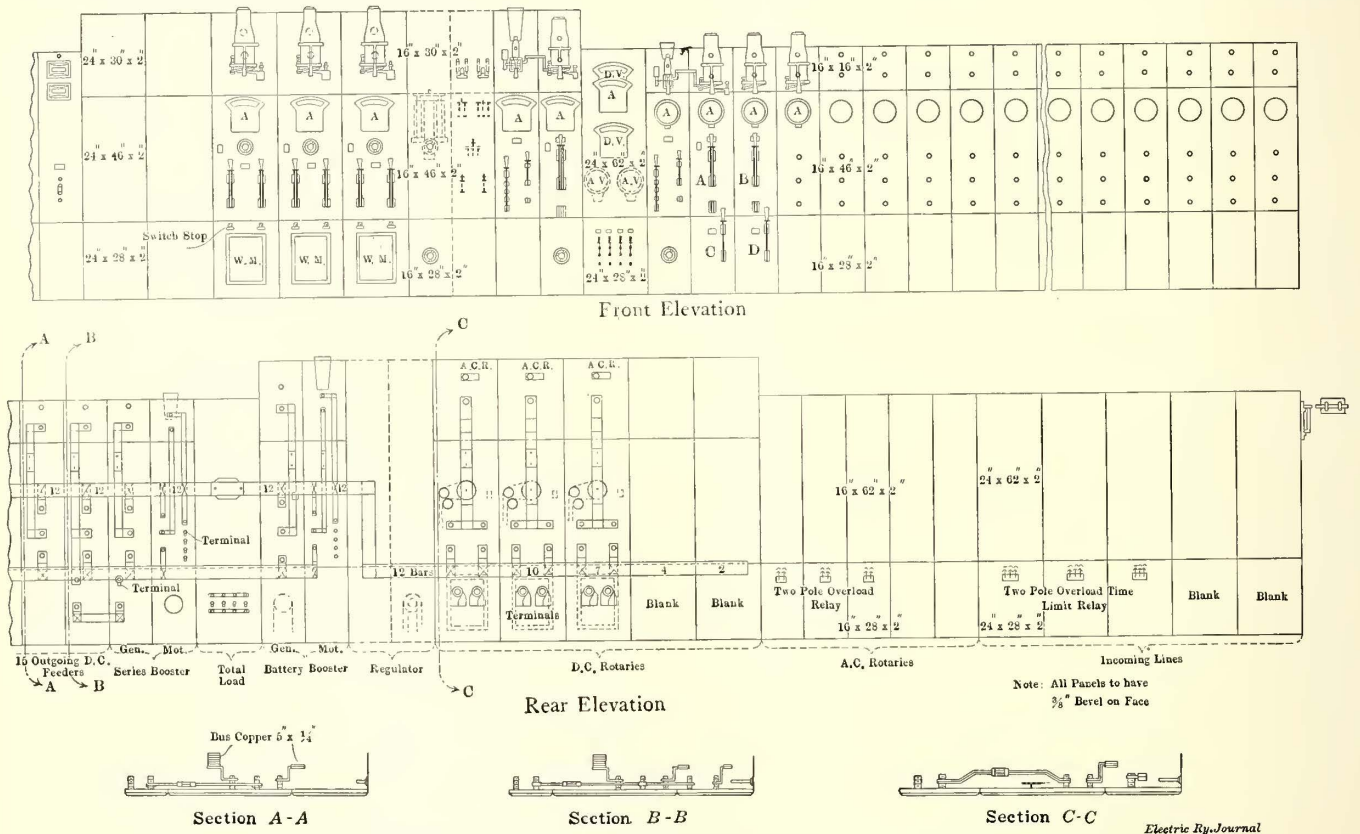 24" x 30" x 2"
16" x 30" x 2"
D.V.
16" x 16" x 2"
A
A
A
A
A
A
A
A
A
D.V.
24" x 46" x 2"
16" x 46" x 2"
24" x 62" x 2"
A.V.
A.V.
A
B
16" x 46" x 2"
Switch Stop
24" x 28" x 2"
W.M.
W.M.
W.M.
16" x 28" x 2"
24" x 28" x 2"
C
D
16" x 28" x 2"
Front Elevation
A
B
C
A.C.R.
A.C.R.
A.C.R.
12
12
12
12
12
16" x 62" x 2"
24" x 62" x 2"
Terminal
Terminal
12 Bars
10
7
4
2
Terminals
Blank
Blank
Two Pole Overload
Relay
16" x 28" x 2"
Two Pole Overload Time
Limit Relay
24" x 28" x 2"
Blank
Blank
15 Outgoing D.C.
Feeders
Gen. Mot.
Series Booster
Total
Load
Gen. Mot.
Battery Booster
Regulator
D.C. Rotaries
A.C. Rotaries
Incoming Lines
A
B
C
Rear Elevation
Note: All Panels to have
3/8" Bevel on Face
Bus Copper 5" x 1/4"
Section A-A
Section B-B
Section C-C
Electric Ry. Journal